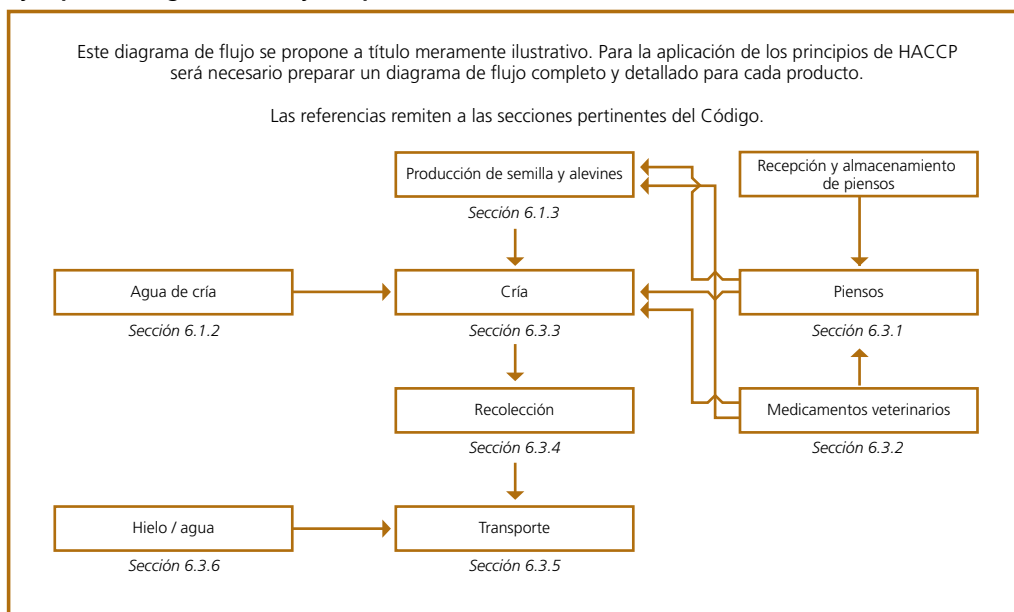 Este diagrama de flujo se propone a título meramente ilustrativo. Para la aplicación de los principios de HACCP
será necesario preparar un diagrama de flujo completo y detallado para cada producto.
Las referencias remiten a las secciones pertinentes del Código.
Producción de semilla y alevines
Sección 6.1.3
Recepción y almacenamiento
de piensos
Agua de cría
Sección 6.1.2
Cría
Sección 6.3.3
Piensos
Sección 6.3.1
Recolección
Sección 6.3.4
Medicamentos veterinarios
Sección 6.3.2
Hielo / agua
Sección 6.3.6
Transporte
Sección 6.3.5